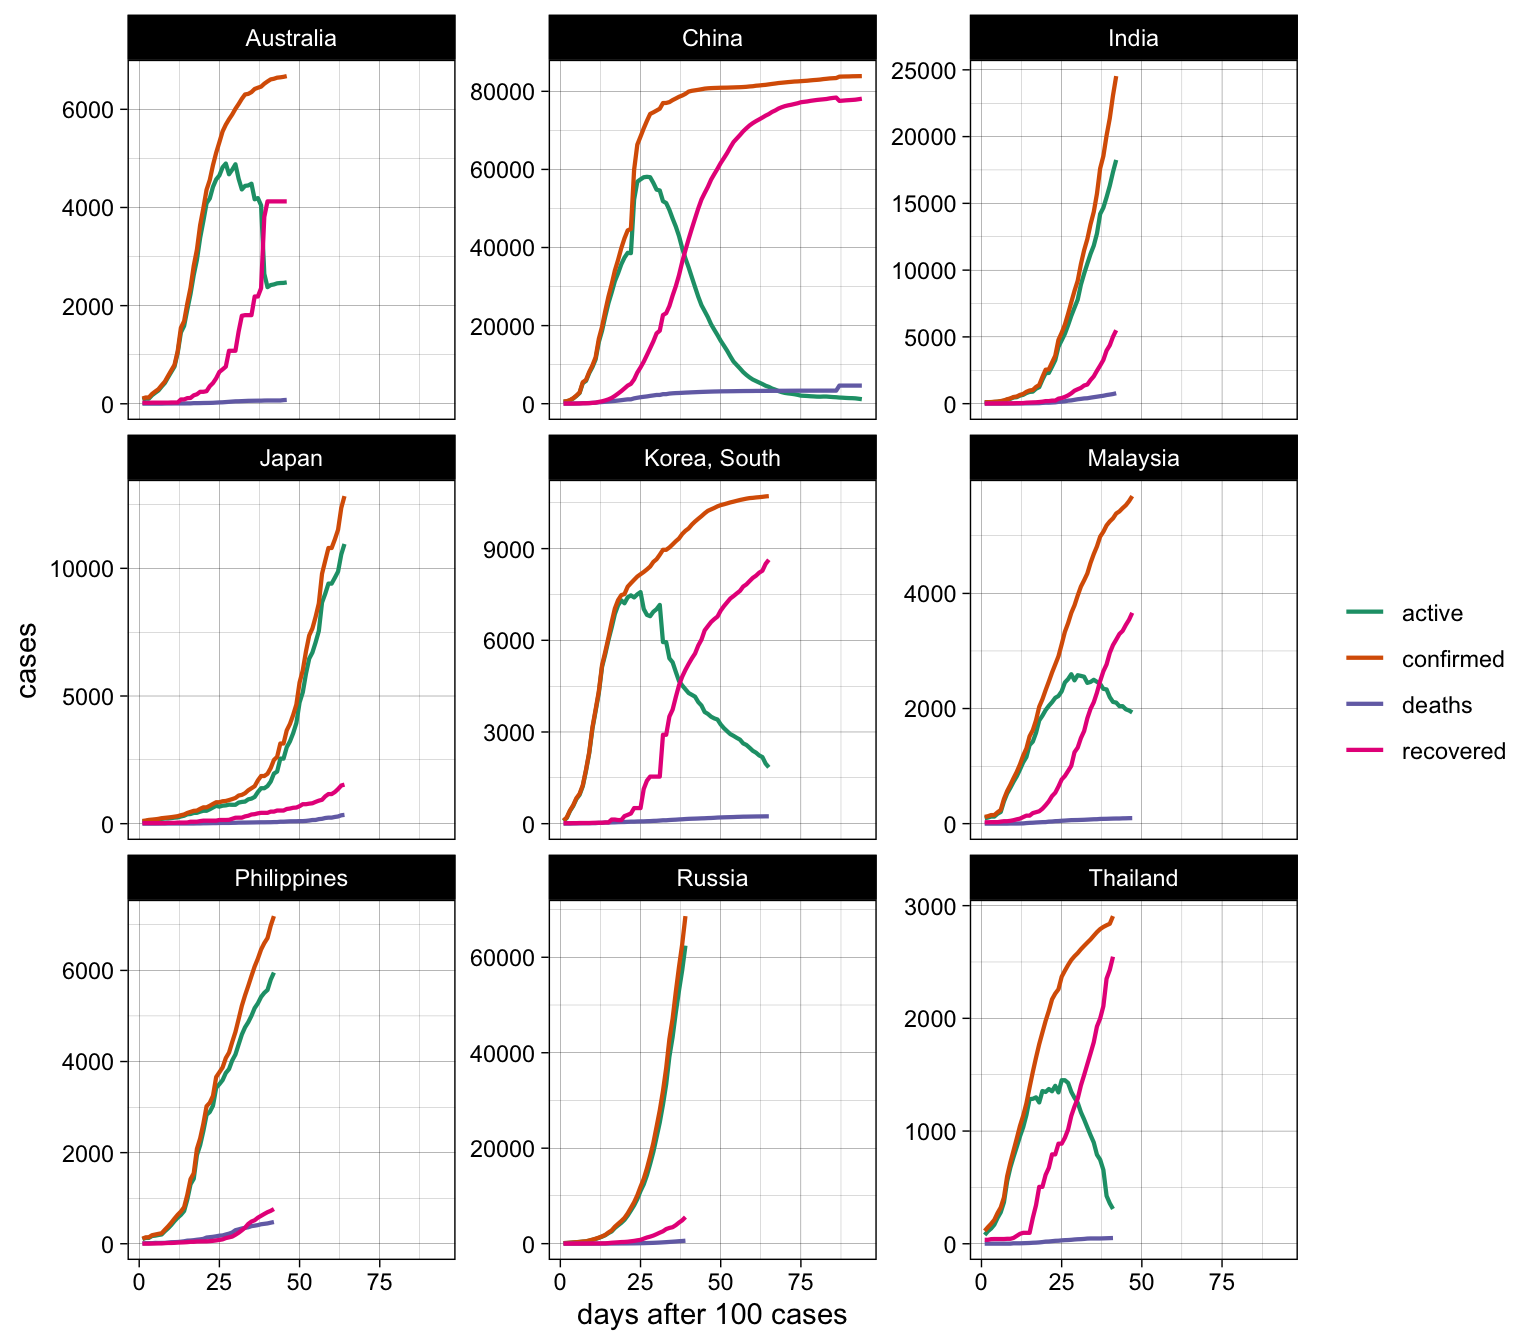 Australia
China
India
6000
4000
2000
0
80000
60000
40000
20000
0
25000
20000
15000
10000
5000
0
Japan
Korea, South
Malaysia
10000
5000
0
9000
6000
3000
0
4000
2000
0
Philippines
Russia
Thailand
6000
4000
2000
0
60000
40000
20000
0
3000
2000
1000
0
0 25 50 75
0 25 50 75
0 25 50 75
cases
days after 100 cases
active
confirmed
deaths
recovered